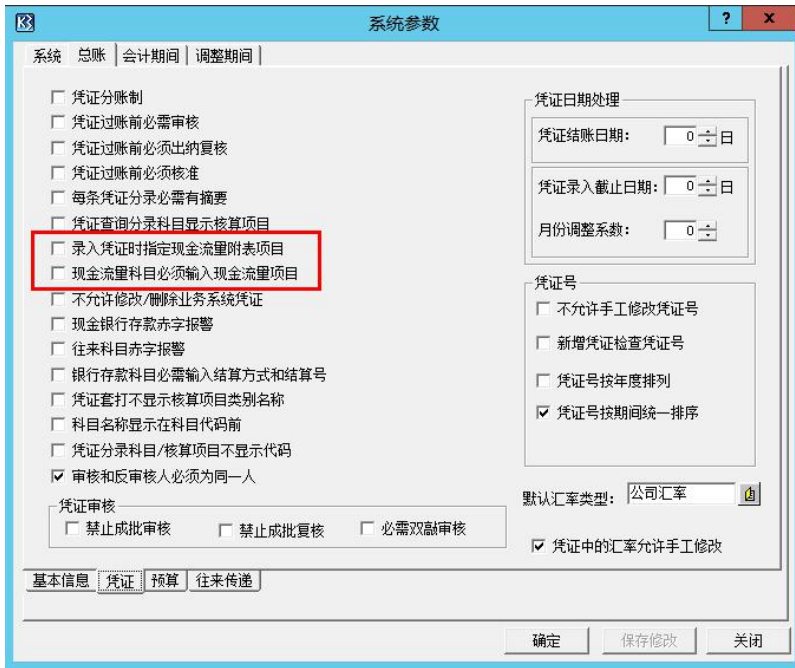 系统参数
系统 总账 会计期间 调整期间
凭证分账制
凭证过账前必需审核
凭证过账前必须出纳复核
凭证过账前必须核准
每条凭证分录必需有摘要
凭证查询分录科目显示核算项目
录入凭证时指定现金流量附表项目
现金流量科目必须输入现金流量项目
不允许修改/删除业务系统凭证
现金银行存款赤字报警
往来科目赤字报警
银行存款科目必需输入结算方式和结算号
凭证套打不显示核算项目类别名称
科目名称显示在科目代码前
凭证分录科目/核算项目不显示代码
审核和反审核人必须为同一人
凭证审核
禁止成批审核 禁止成批复核 必需双敲审核
凭证日期处理
凭证结账日期: 0 日
凭证录入截止日期: 0 日
月份调整系数: 0
凭证号
不允许手工修改凭证号
新增凭证检查凭证号
凭证号按年度排列
凭证号按期间统一排序
默认汇率类型: 公司汇率
凭证中的汇率允许手工修改
基本信息 凭证 预算 往来传递
确定 保存修改 关闭